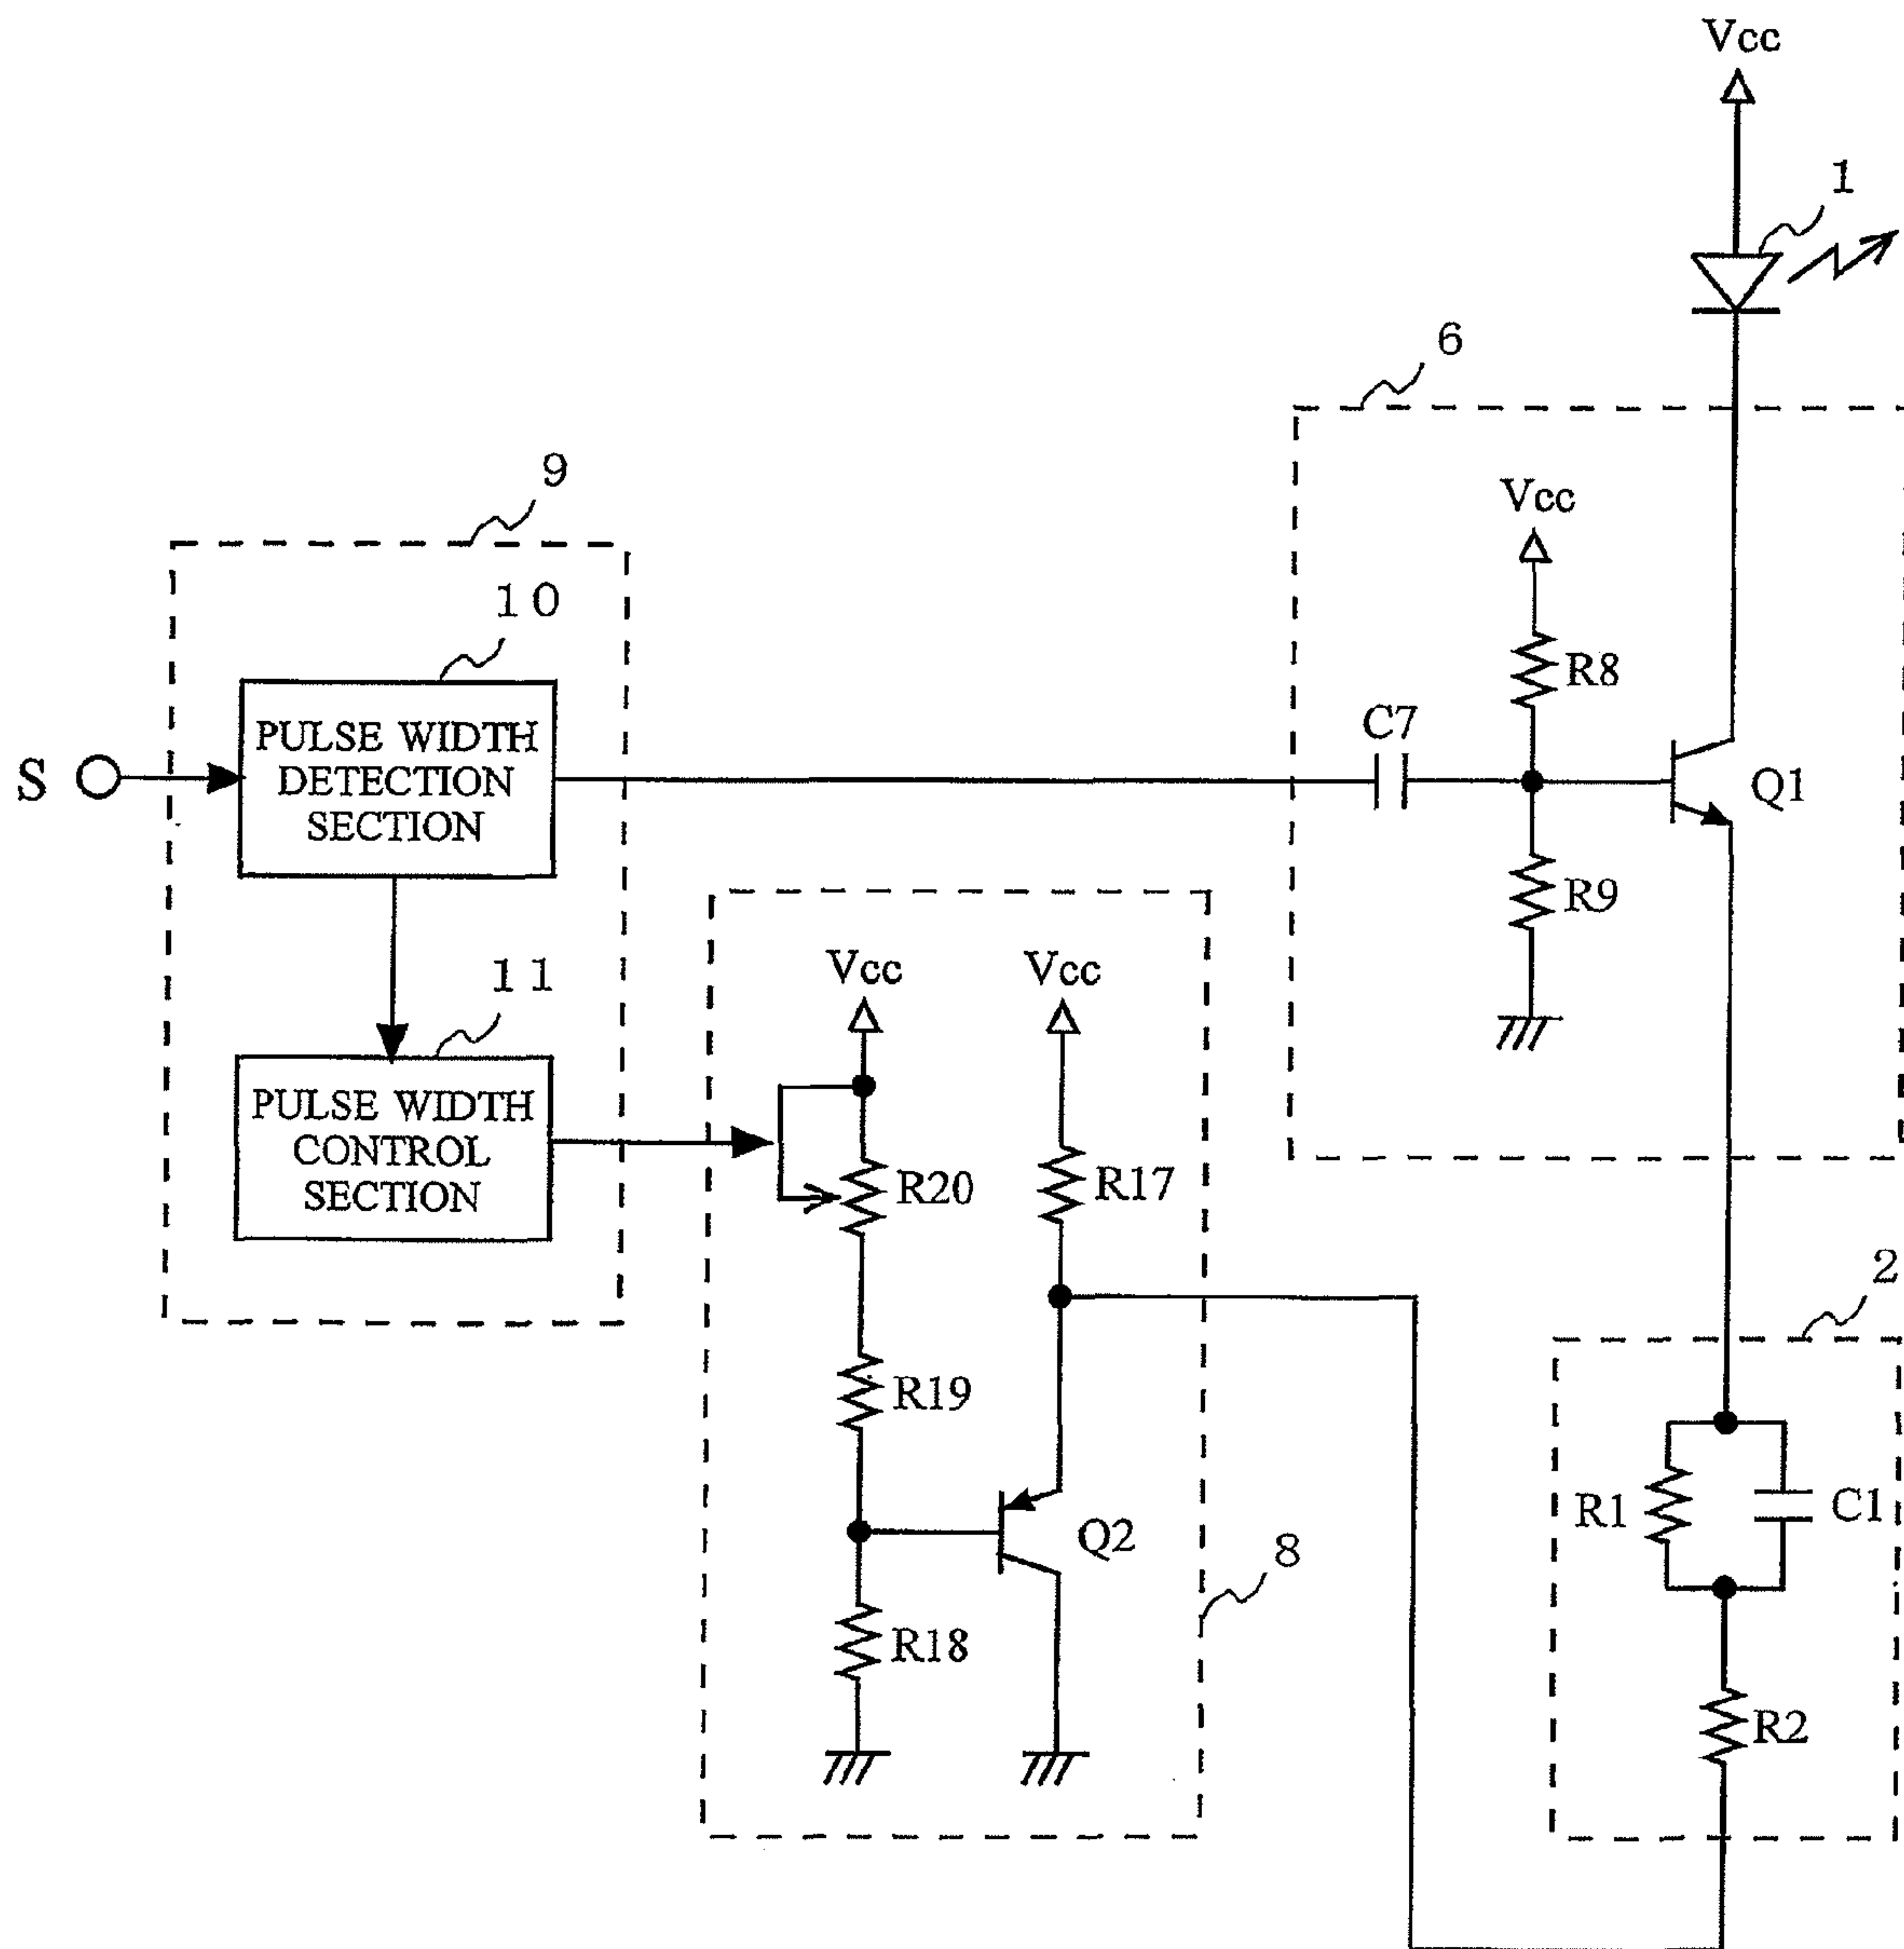 Vcc
1
6
9
Vcc
10
R8
C7
PULSE WIDTH
DETECTION
SECTION
S
Q1
R9
Vcc
Vcc
11
PULSE WIDTH
CONTROL
SECTION
R20
R17
2
R19
R1
C1
Q2
8
R18
R2